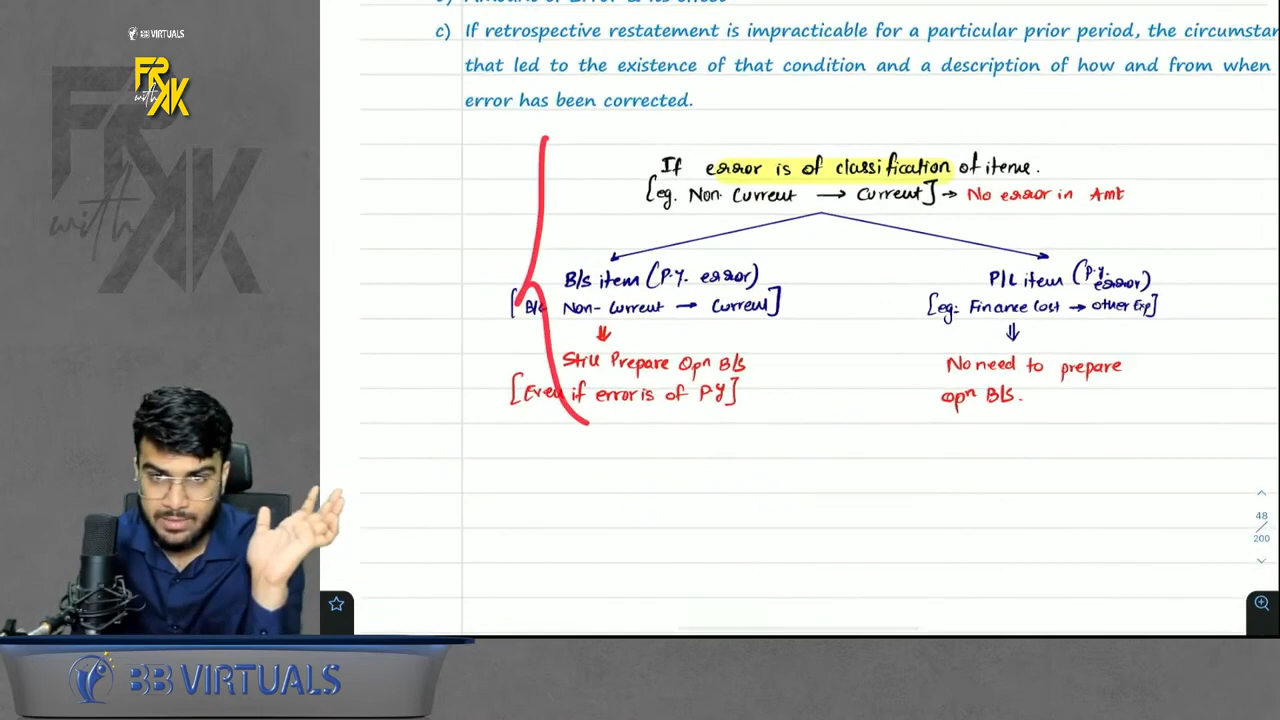 BB VIRTUALS
FR
with
AK
c) If retrospective restatement is impracticable for a particular prior period, the
that led to the existence of that condition and a description of how and from when
error has been corrected.
If error is of classification of items.
[eg. Non Current → Current] → No error in Amt
B/s item (P.Y. error)
Non-Current → Current]
P/L item (P.Y. error)
[eg: Finance Cost → other Exp]
Still Prepare Opn B/s
[Even if error is of P.Y]
No need to prepare
opn B/s.
48
200
BB VIRTUALS